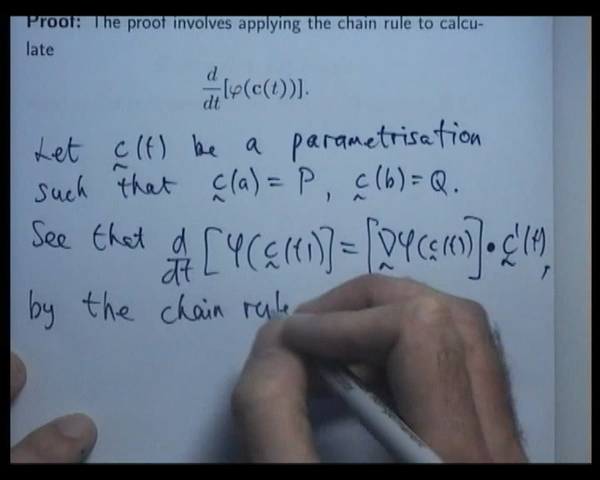 Proof: The proof involves applying the chain rule to calcu-
late
d/dt [φ(c(t))].
Let c̰(t) be a parametrisation
such that c̰(a) = P, c̰(b) = Q.
See that d/dt [φ(c̰(t))] = [∇̰φ(c̰(t))] • c̰'(t),
by the chain rule